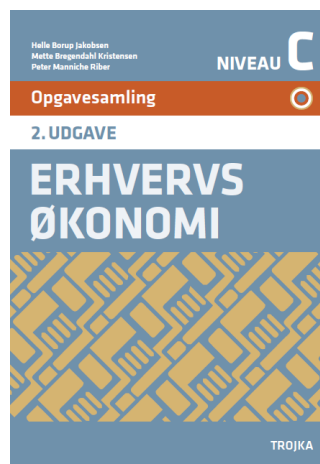 Helle Borup Jakobsen
Mette Bregendahl Kristensen
Peter Manniche Riber
NIVEAU C
Opgavesamling
2. UDGAVE
ERHVERVS
ØKONOMI
TROJKA